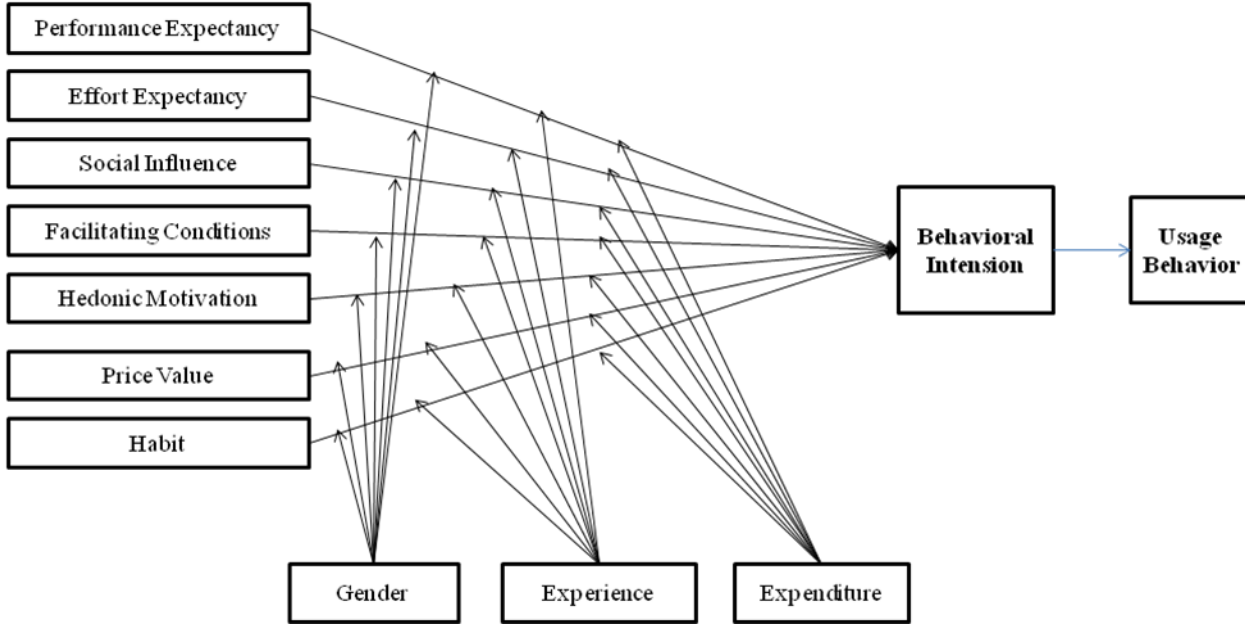 Performance Expectancy
Effort Expectancy
Social Influence
Facilitating Conditions
Hedonic Motivation
Price Value
Habit
Behavioral
Intension
Usage
Behavior
Gender
Experience
Expenditure